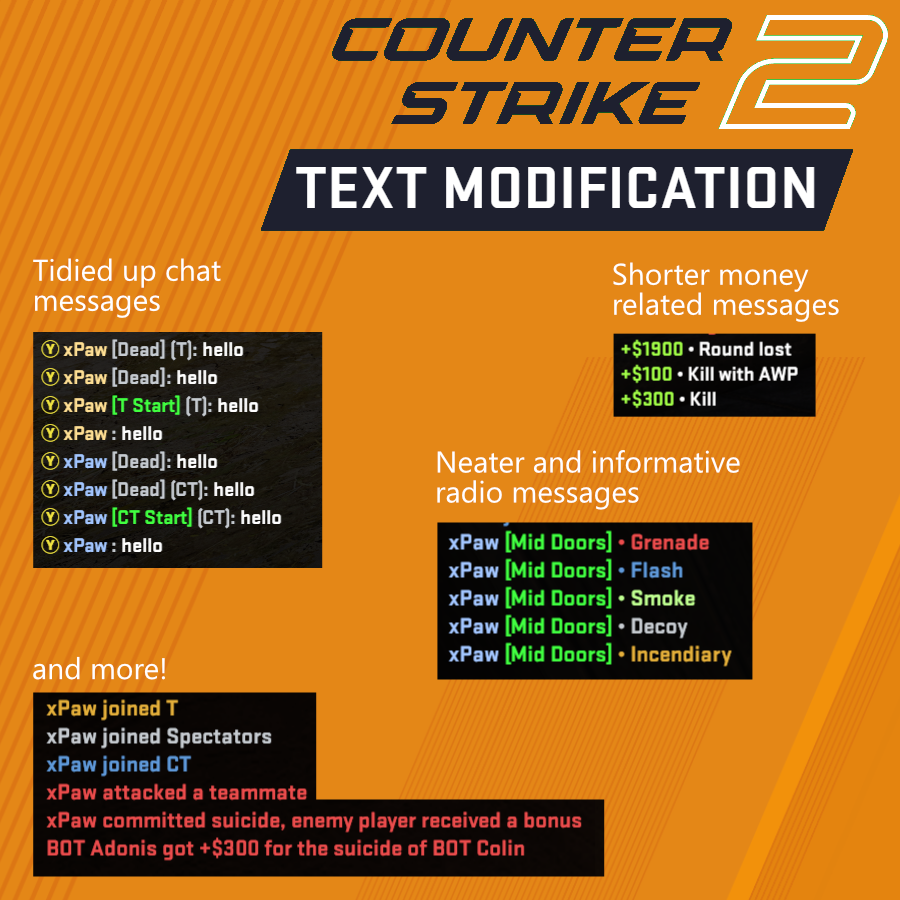 COUNTER
STRIKE 2
TEXT MODIFICATION
Tidied up chat
messages
Ⓨ xPaw [Dead] (T): hello
Ⓨ xPaw [Dead]: hello
Ⓨ xPaw [T Start] (T): hello
Ⓨ xPaw : hello
Ⓨ xPaw [Dead]: hello
Ⓨ xPaw [Dead] (CT): hello
Ⓨ xPaw [CT Start] (CT): hello
Ⓨ xPaw : hello
Shorter money
related messages
+$1900 • Round lost
+$100 • Kill with AWP
+$300 • Kill
Neater and informative
radio messages
xPaw [Mid Doors] • Grenade
xPaw [Mid Doors] • Flash
xPaw [Mid Doors] • Smoke
xPaw [Mid Doors] • Decoy
xPaw [Mid Doors] • Incendiary
and more!
xPaw joined T
xPaw joined Spectators
xPaw joined CT
xPaw attacked a teammate
xPaw committed suicide, enemy player received a bonus
BOT Adonis got +$300 for the suicide of BOT Colin